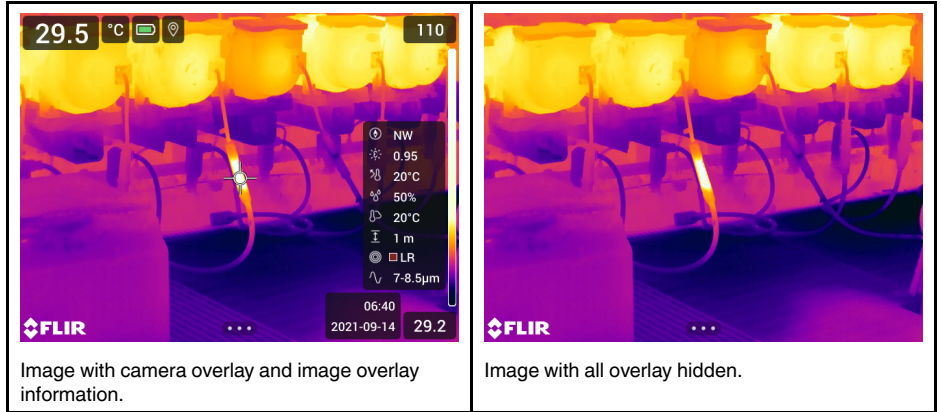 29.5 °C 110
NW
0.95
20°C
50%
20°C
1 m
LR
7-8.5µm
06:40
2021-09-14 29.2
FLIR
Image with camera overlay and image overlay
information.
FLIR
Image with all overlay hidden.